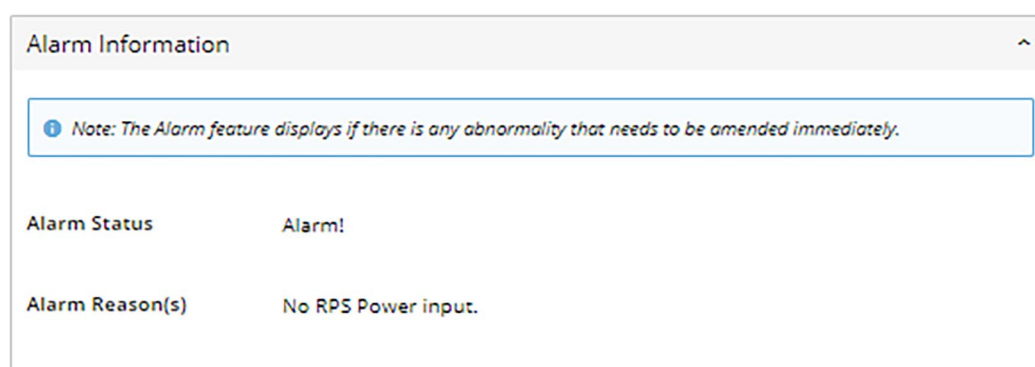 Alarm Information
Note: The Alarm feature displays if there is any abnormality that needs to be amended immediately.
Alarm Status Alarm!
Alarm Reason(s) No RPS Power input.